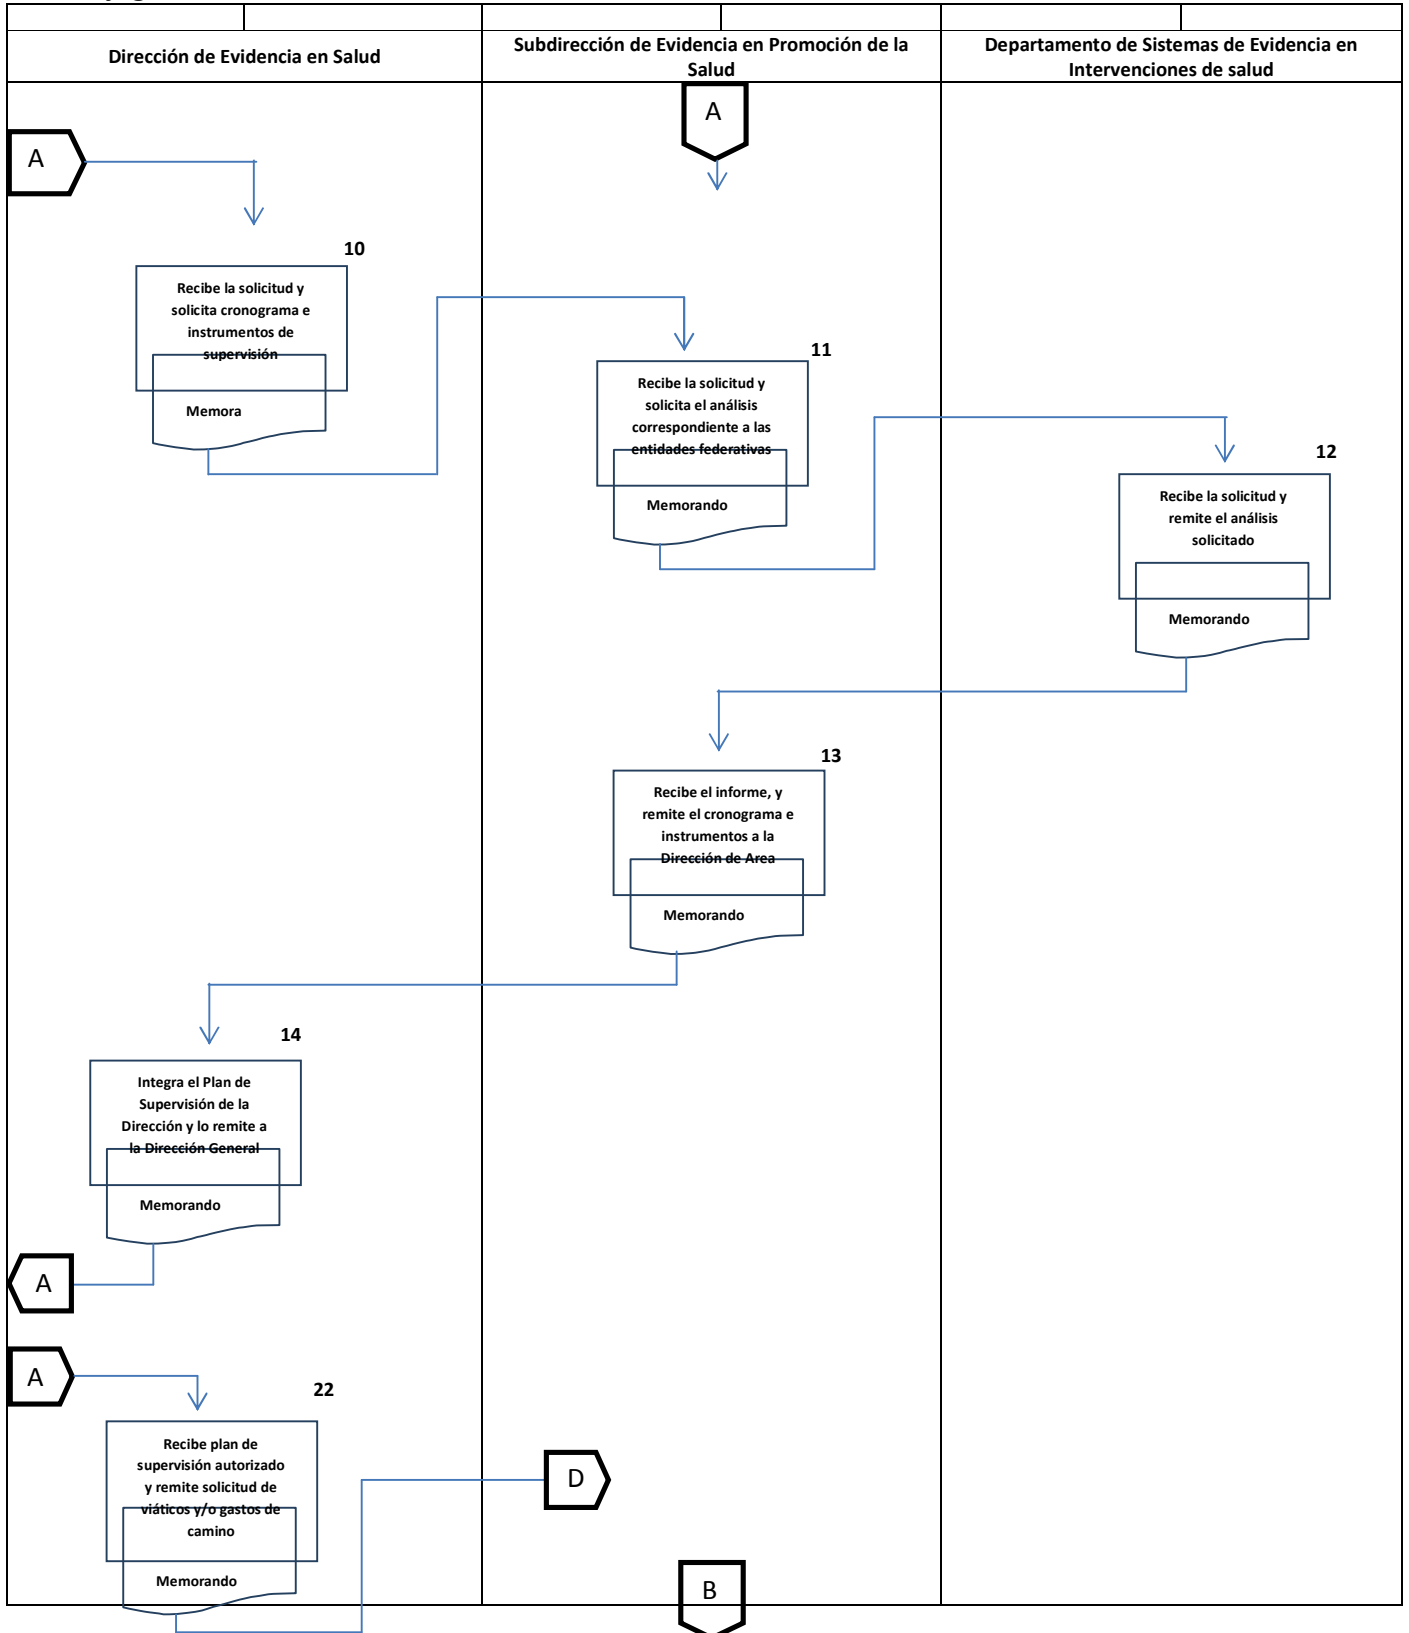 Dirección de Evidencia en Salud
Subdirección de Evidencia en Promoción de la
Salud
Departamento de Sistemas de Evidencia en
Intervenciones de salud
A
A
10
Recibe la solicitud y
solicita cronograma e
instrumentos de
supervisión
Memora
11
Recibe la solicitud y
solicita el análisis
correspondiente a las
entidades federativas
Memorando
12
Recibe la solicitud y
remite el análisis
solicitado
Memorando
13
Recibe el informe, y
remite el cronograma e
instrumentos a la
Dirección de Area
Memorando
14
Integra el Plan de
Supervisión de la
Dirección y lo remite a
la Dirección General
Memorando
A
A
22
Recibe plan de
supervisión autorizado
y remite solicitud de
viáticos y/o gastos de
camino
Memorando
D
B